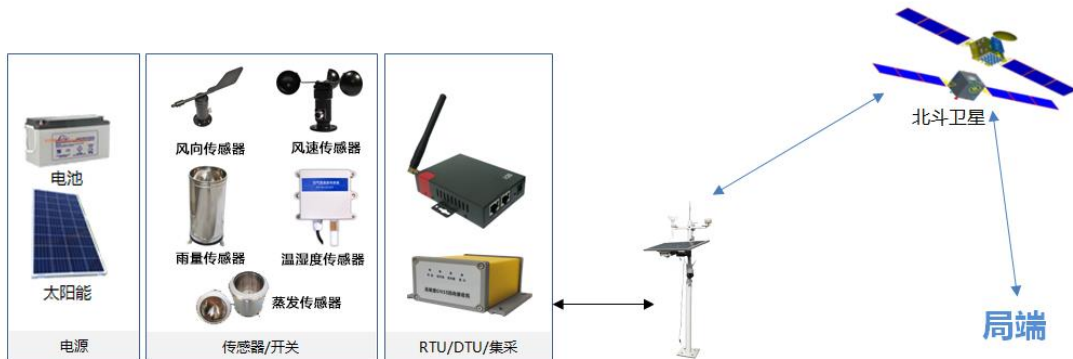 风向传感器
风速传感器
北斗卫星
电池
雨量传感器
温湿度传感器
太阳能
蒸发传感器
局端
电源
传感器/开关
RTU/DTU/集采